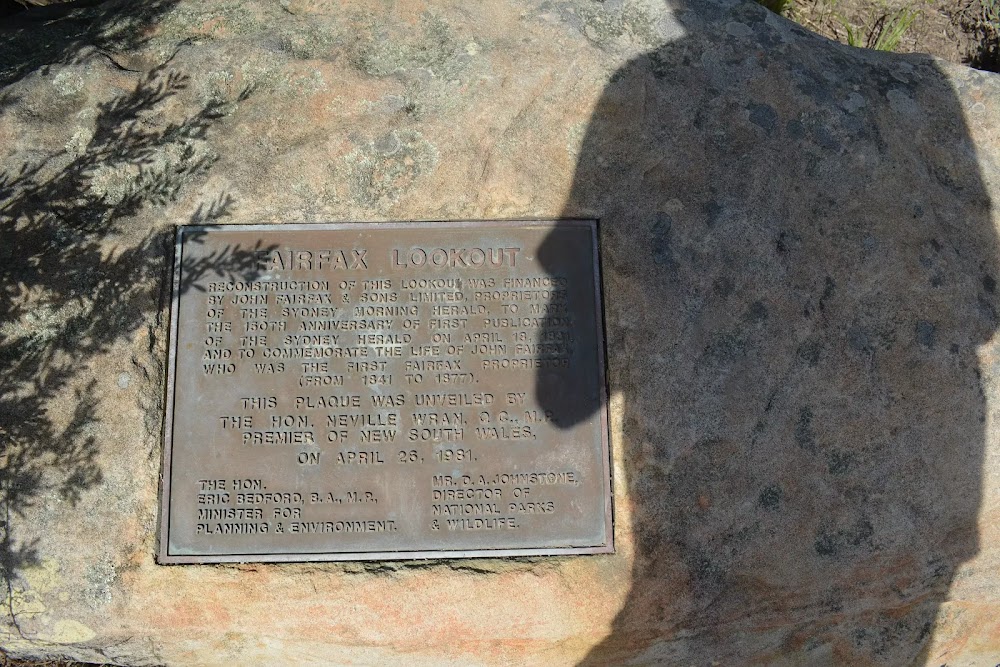 FAIRFAX LOOKOUT
RECONSTRUCTION OF THIS LOOKOUT WAS FINANCED
BY JOHN FAIRFAX & SONS LIMITED, PROPRIETORS
OF THE SYDNEY MORNING HERALD, TO MARK
THE 150TH ANNIVERSARY OF FIRST PUBLICATION
OF THE SYDNEY HERALD ON APRIL 18, 1831,
AND TO COMMEMORATE THE LIFE OF JOHN FAIRFAX
WHO WAS THE FIRST FAIRFAX PROPRIETOR
(FROM 1841 TO 1877).
THIS PLAQUE WAS UNVEILED BY
THE HON. NEVILLE WRAN, Q.C., M.P.
PREMIER OF NEW SOUTH WALES,
ON APRIL 26, 1981.
THE HON.
ERIC BEDFORD, B.A., M.P.,
MINISTER FOR
PLANNING & ENVIRONMENT.
MR. D.A. JOHNSTONE,
DIRECTOR OF
NATIONAL PARKS
& WILDLIFE.